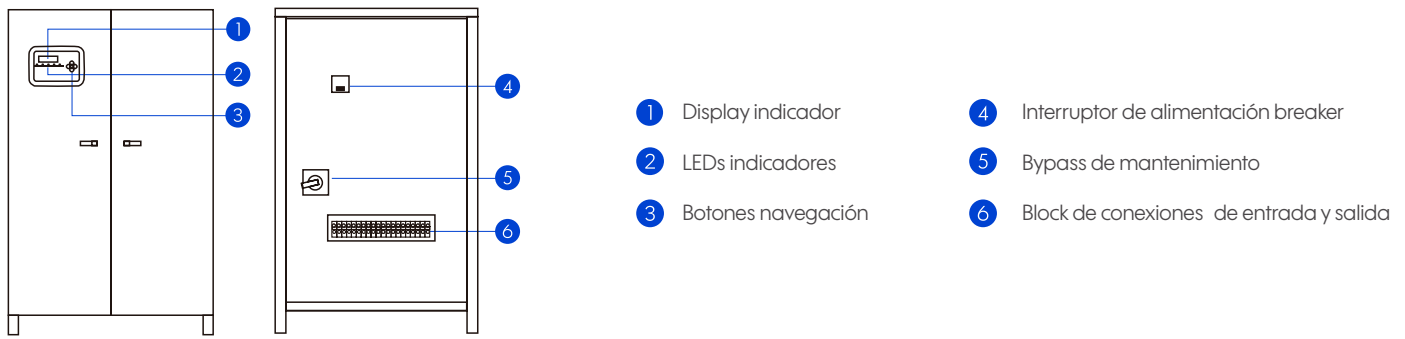 1
2
3
4
5
6
1 Display indicador
2 LEDs indicadores
3 Botones navegación
4 Interruptor de alimentación breaker
5 Bypass de mantenimiento
6 Block de conexiones de entrada y salida